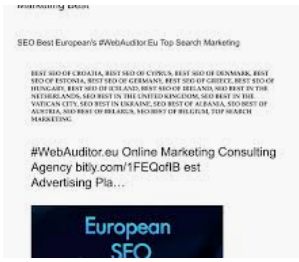 Marketing Best
SEO Best European's #WebAuditor.Eu Top Search Marketing
BEST SEO OF CROATIA, BEST SEO OF CYPRUS, BEST SEO OF DENMARK, BEST
SEO OF ESTONIA, BEST SEO OF GERMANY, BEST SEO OF GREECE, BEST SEO OF
HUNGARY, BEST SEO OF ICELAND, BEST SEO OF IRELAND, SEO BEST IN THE
NETHERLANDS, SEO BEST IN THE UNITED KINGDOM, SEO BEST IN THE
VATICAN CITY, SEO BEST IN UKRAINE, SEO BEST OF ALBANIA, SEO BEST OF
AUSTRIA, SEO BEST OF BELARUS, SEO BEST OF BELGIUM, TOP SEARCH
MARKETING
#WebAuditor.eu Online Marketing Consulting
Agency bitly.com/1FEQofIB est
Advertising Pla…
European
SEO